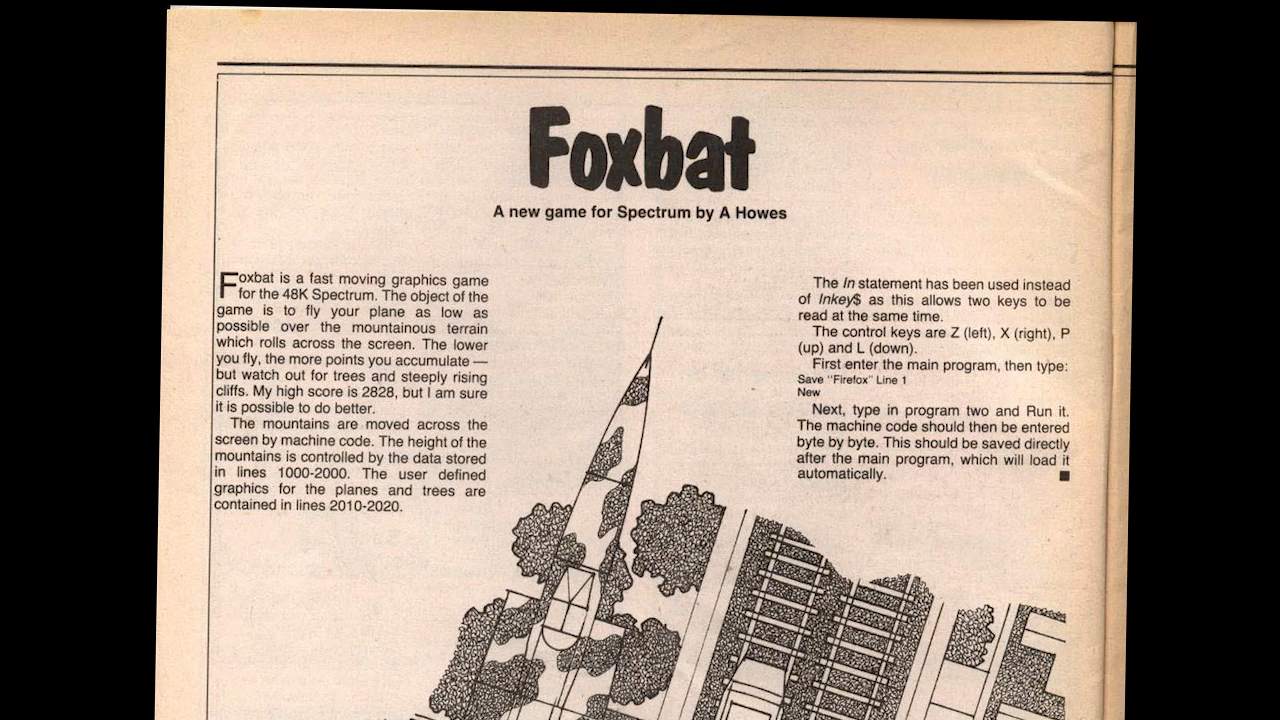 Foxbat
A new game for Spectrum by A Howes
Foxbat is a fast moving graphics game
for the 48K Spectrum. The object of the
game is to fly your plane as low as
possible over the mountainous terrain
which rolls across the screen. The lower
you fly, the more points you accumulate —
but watch out for trees and steeply rising
cliffs. My high score is 2828, but I am sure
it is possible to do better.
The mountains are moved across the
screen by machine code. The height of the
mountains is controlled by the data stored
in lines 1000-2000. The user defined
graphics for the planes and trees are
contained in lines 2010-2020.
The In statement has been used instead
of Inkey$ as this allows two keys to be
read at the same time.
The control keys are Z (left), X (right), P
(up) and L (down).
First enter the main program, then type:
Save "Firefox" Line 1
New
Next, type in program two and Run it.
The machine code should then be entered
byte by byte. This should be saved directly
after the main program, which will load it
automatically.